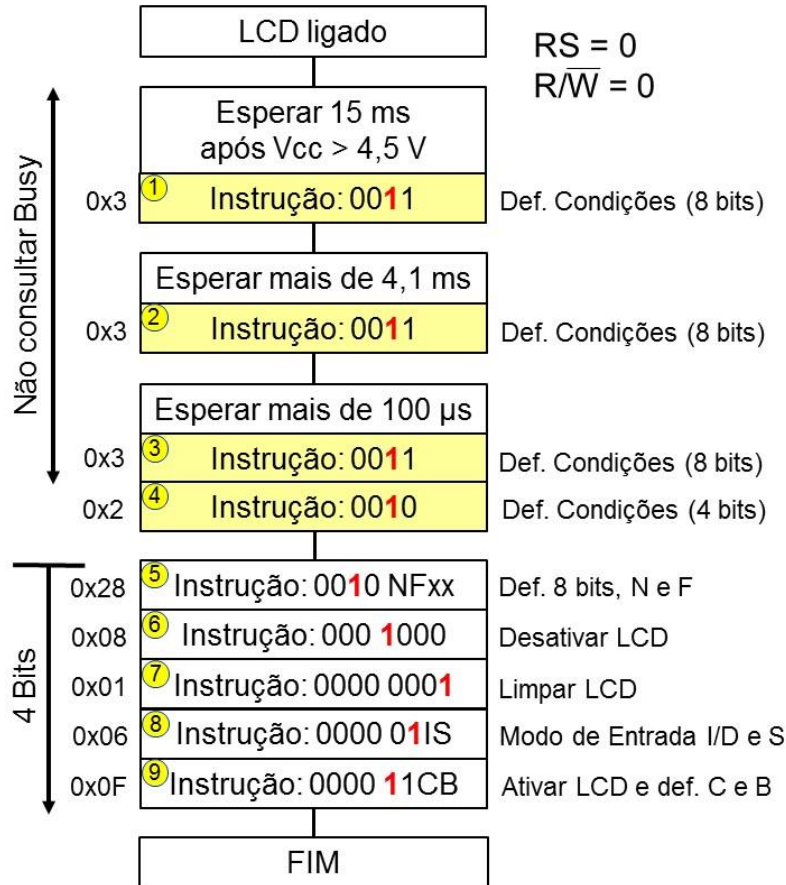 LCD ligado
RS = 0
R/W̅ = 0
Não consultar Busy
Esperar 15 ms
após Vcc > 4,5 V
0x3 1 Instrução: 0011 Def. Condições (8 bits)
Esperar mais de 4,1 ms
0x3 2 Instrução: 0011 Def. Condições (8 bits)
Esperar mais de 100 µs
0x3 3 Instrução: 0011 Def. Condições (8 bits)
0x2 4 Instrução: 0010 Def. Condições (4 bits)
4 Bits
0x28 5 Instrução: 0010 NFxx Def. 8 bits, N e F
0x08 6 Instrução: 000 1000 Desativar LCD
0x01 7 Instrução: 0000 0001 Limpar LCD
0x06 8 Instrução: 0000 01IS Modo de Entrada I/D e S
0x0F 9 Instrução: 0000 11CB Ativar LCD e def. C e B
FIM